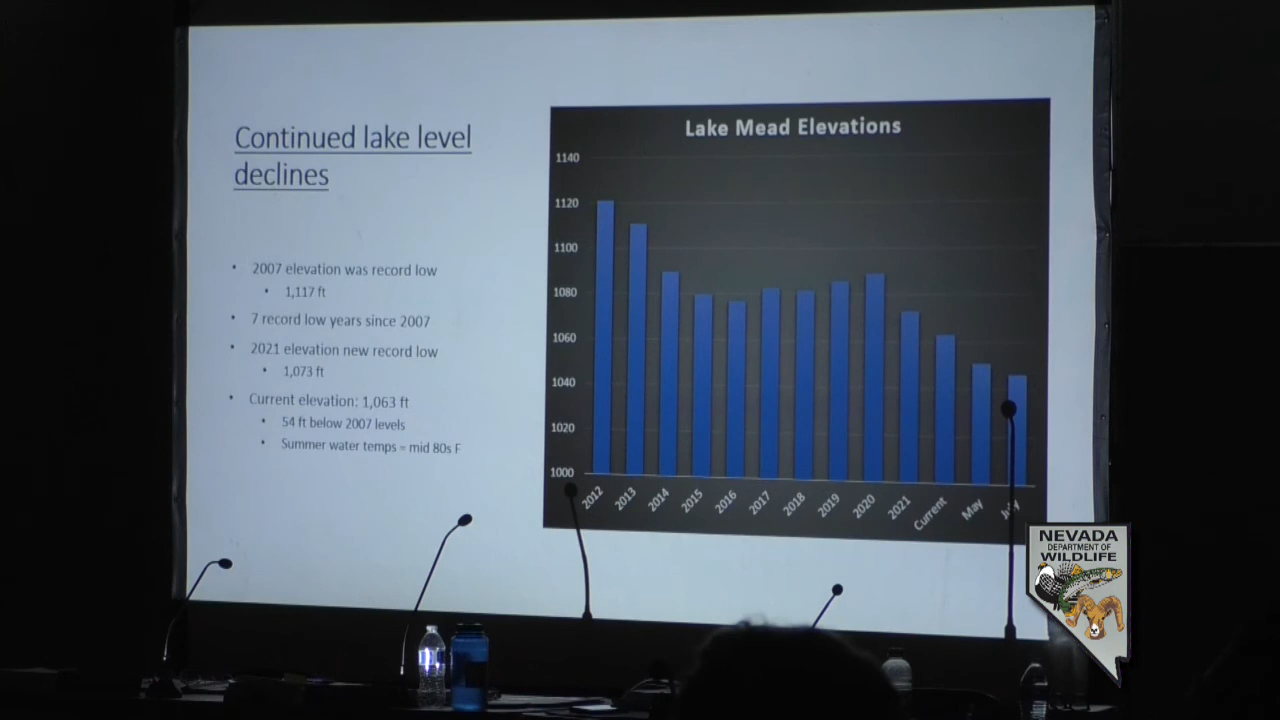 Continued lake level
declines
• 2007 elevation was record low
• 1,117 ft
• 7 record low years since 2007
• 2021 elevation new record low
• 1,073 ft
• Current elevation: 1,063 ft
• 54 ft below 2007 levels
• Summer water temps = mid 80s F
Lake Mead Elevations
1140
1120
1100
1080
1060
1040
1020
1000
2012
2013
2014
2015
2016
2017
2018
2019
2020
2021
Current
May
July
NEVADA
DEPARTMENT OF
WILDLIFE